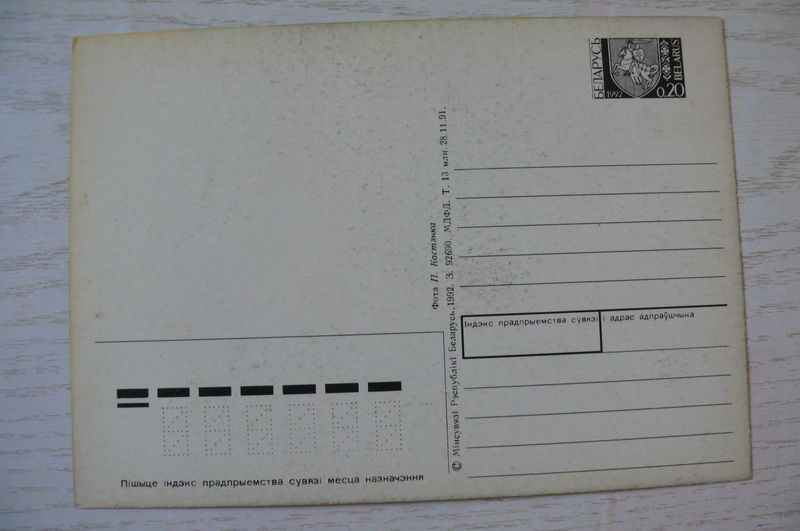 БЕЛАРУСЬ
1992
BELARUS
0,20
Фота П. Кастэнка
© Мінсувязі Рэспублікі Беларусь, 1992. З. 92690. МДФД. Т. 13 млн. 28.11.91.
Індэкс прадпрыемства сувязі і адрас адпраўшчыка
Пішыце індэкс прадпрыемства сувязі месца назначэння